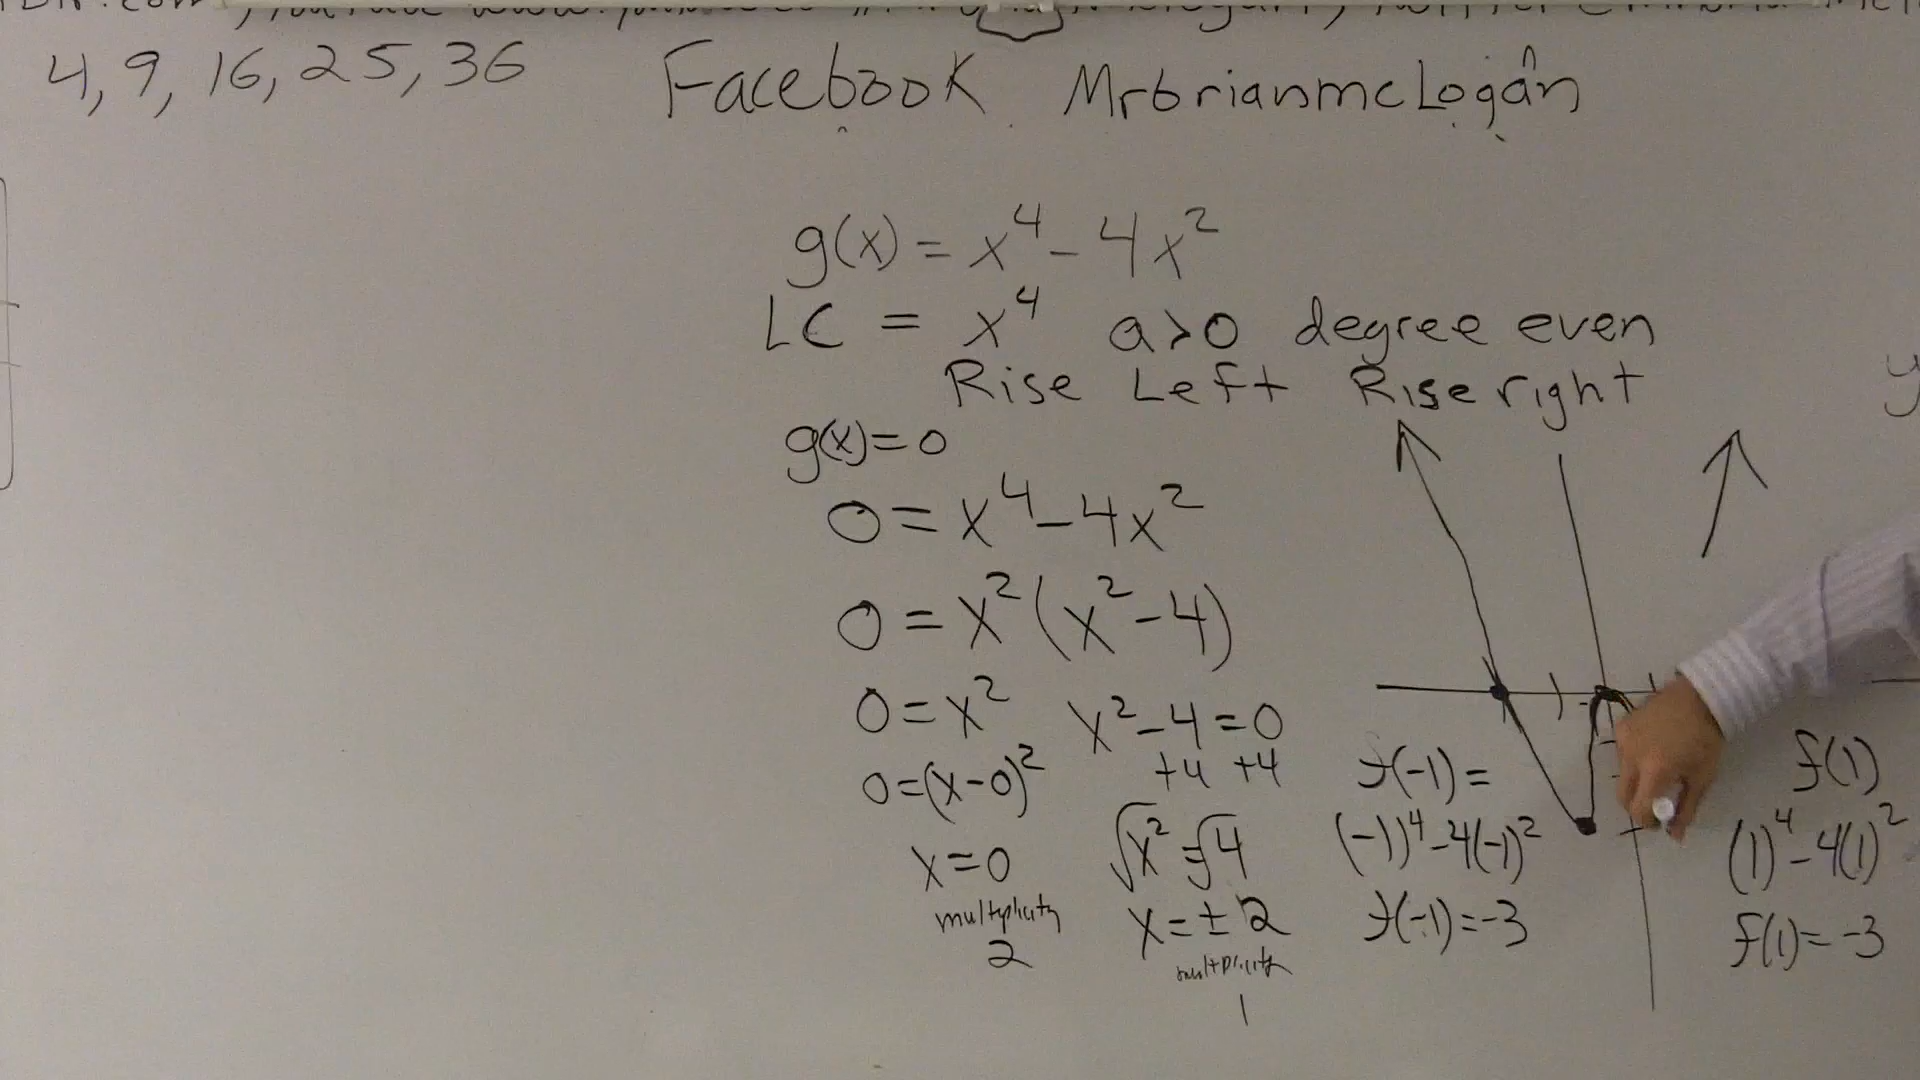 4, 9, 16, 25, 36
Facebook MrbrianmcLogan
g(x) = x⁴ - 4x²
LC = x⁴ a>0 degree even
Rise Left Rise right
g(x)=0
0 = x⁴ - 4x²
0 = x²(x² - 4)
0 = x² x² - 4 = 0
+4 +4
0 = (x-0)²
x = 0 √x² = √4
multiplicity x = ± 2
2 multiplicity
1
f(-1) =
(-1)⁴ - 4(-1)²
f(-1) = -3
f(1)
(1)⁴ - 4(1)²
f(1) = -3